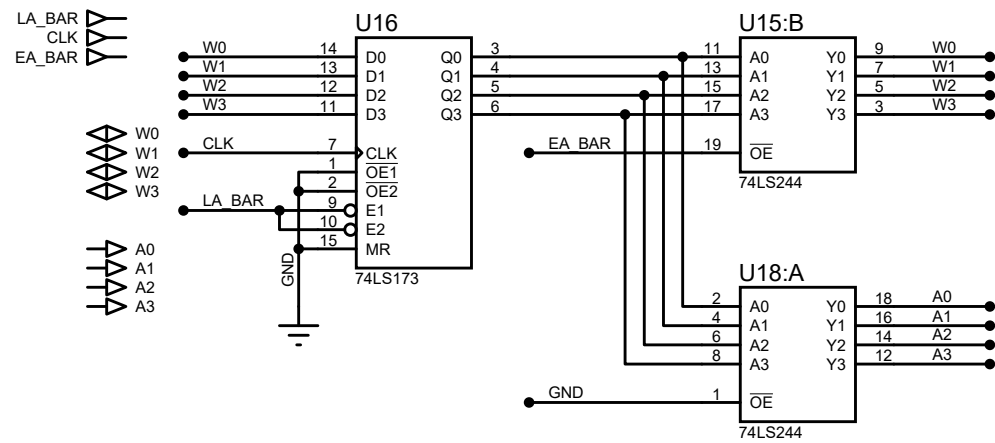 LA_BAR
CLK
EA_BAR
W0
W1
W2
W3
A0
A1
A2
A3
U16
W0 14 D0 Q0 3
W1 13 D1 Q1 4
W2 12 D2 Q2 5
W3 11 D3 Q3 6
CLK 7 CLK
1 OE1
2 OE2
LA_BAR 9 E1
10 E2
15 MR
GND
74LS173
U15:B
11 A0 Y0 9 W0
13 A1 Y1 7 W1
15 A2 Y2 5 W2
17 A3 Y3 3 W3
EA_BAR 19 OE
74LS244
U18:A
2 A0 Y0 18 A0
4 A1 Y1 16 A1
6 A2 Y2 14 A2
8 A3 Y3 12 A3
GND 1 OE
74LS244